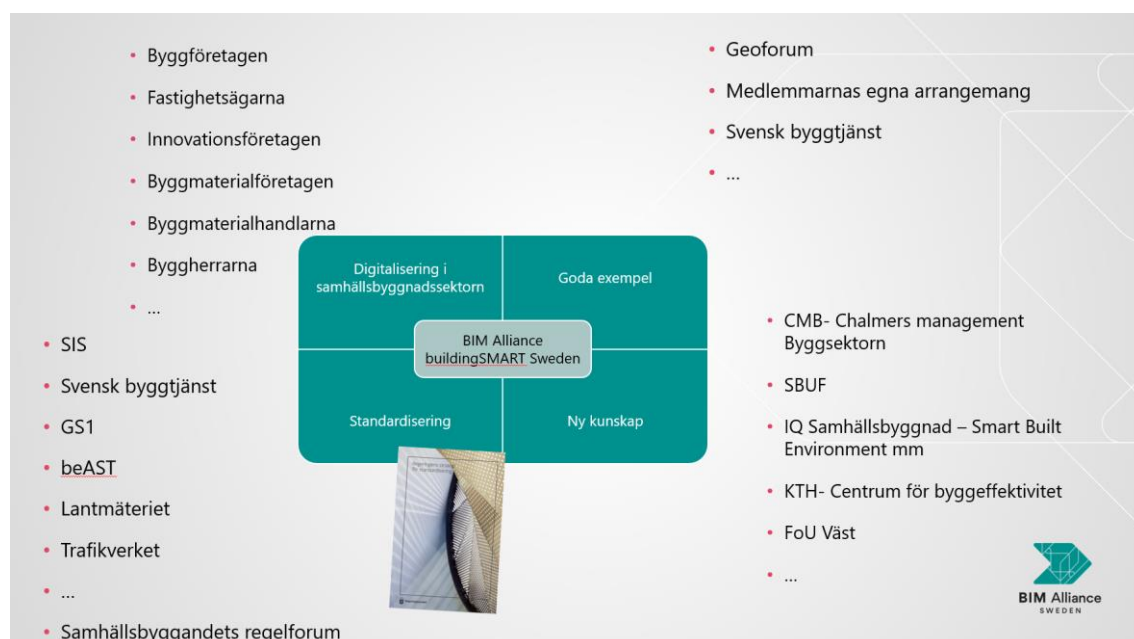 Byggföretagen
Fastighetsägarna
Innovationsföretagen
Byggmaterialföretagen
Byggmaterialhandlarna
Byggherrarna
...
Geoforum
Medlemmarnas egna arrangemang
Svensk byggtjänst
...
Digitalisering i
samhällsbyggnadssektorn
Goda exempel
BIM Alliance
buildingSMART Sweden
Standardisering
Ny kunskap
SIS
Svensk byggtjänst
GS1
beAST
Lantmäteriet
Trafikverket
...
Samhällsbyggandets regelforum
CMB- Chalmers management
Byggsektorn
SBUF
IQ Samhällsbyggnad – Smart Built
Environment mm
KTH- Centrum för byggeffektivitet
FoU Väst
...
BIM Alliance
SWEDEN